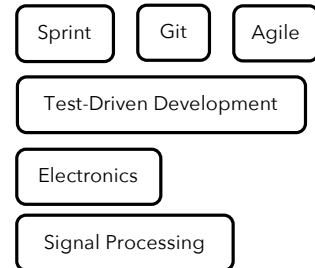 Sprint Git Agile
Test-Driven Development
Electronics
Signal Processing